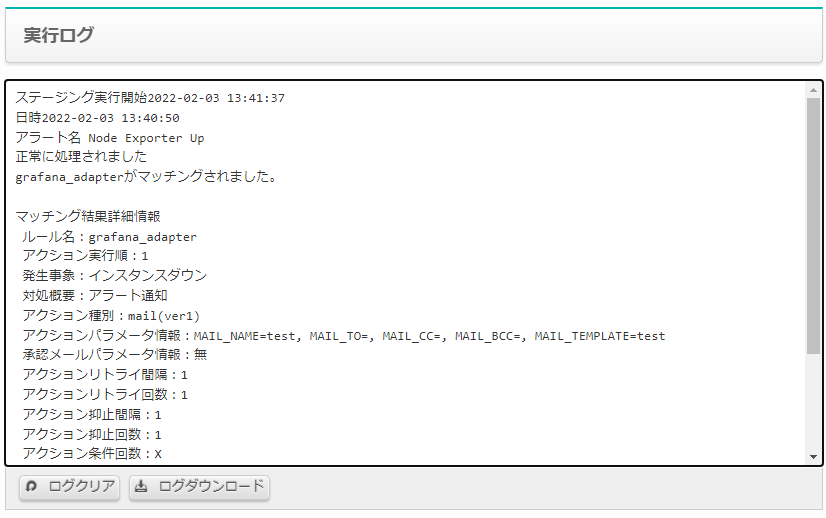 実行ログ
ステージング実行開始2022-02-03 13:41:37
日時2022-02-03 13:40:50
アラート名 Node Exporter Up
正常に処理されました
grafana_adapterがマッチングされました。
マッチング結果詳細情報
ルール名：grafana_adapter
アクション実行順：1
発生事象：インスタンスダウン
対処概要：アラート通知
アクション種別：mail(ver1)
アクションパラメータ情報：MAIL_NAME=test, MAIL_TO=, MAIL_CC=, MAIL_BCC=, MAIL_TEMPLATE=test
承認メールパラメータ情報：無
アクションリトライ間隔：1
アクションリトライ回数：1
アクション抑止間隔：1
アクション抑止回数：1
アクション条件回数：X
ログクリア ログダウンロード